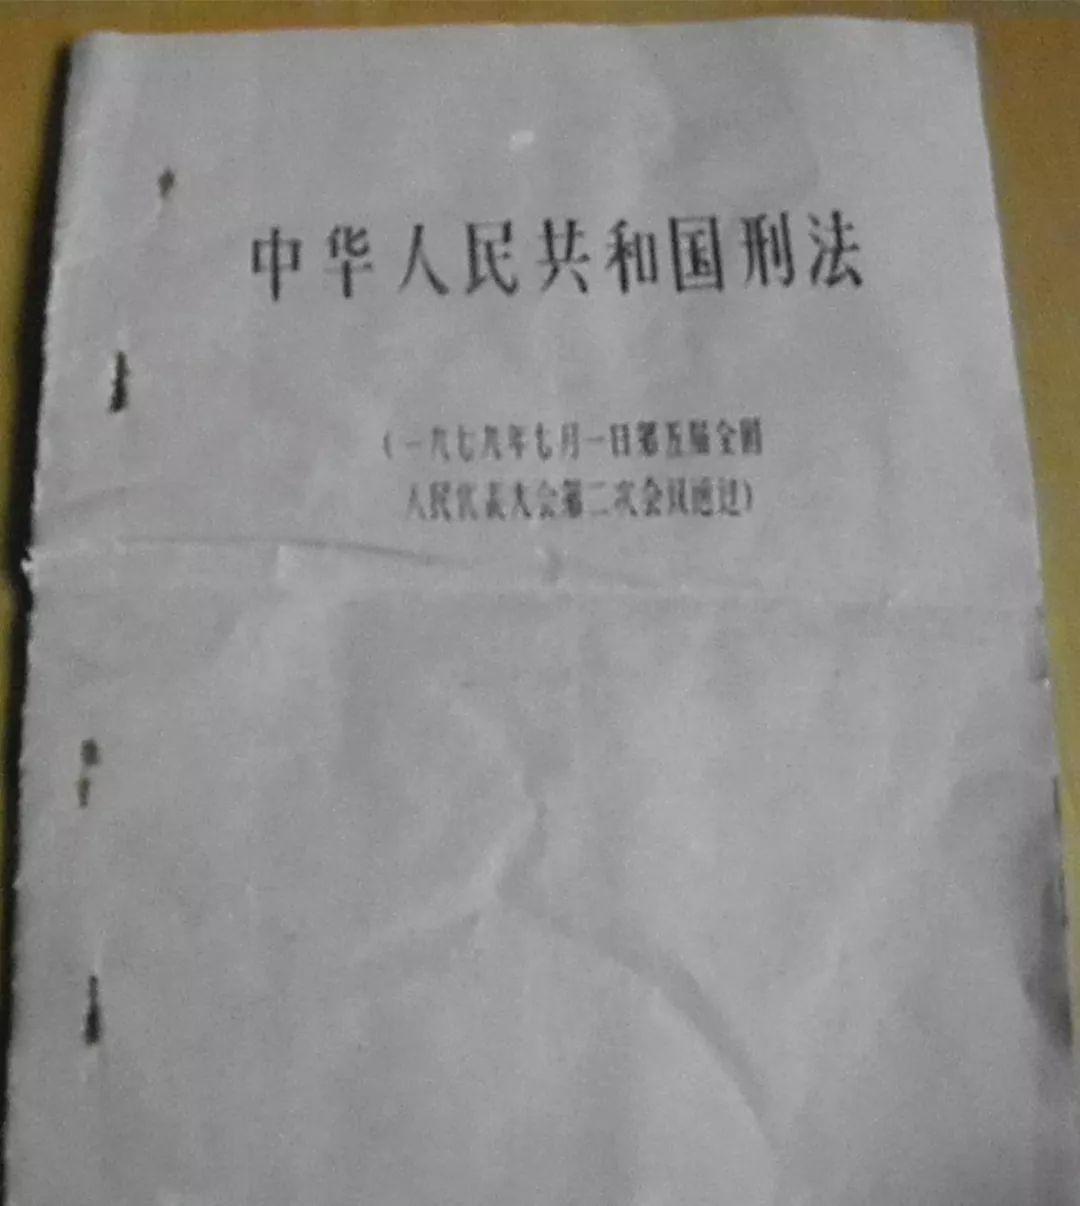 中华人民共和国刑法
(一九七九年七月一日第五届全国
人民代表大会第二次会议通过)